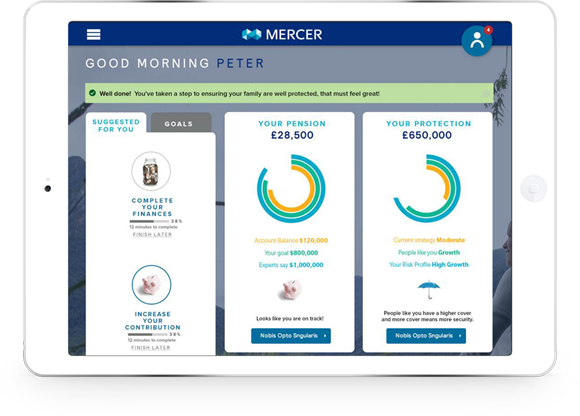 MERCER
4
GOOD MORNING PETER
Well done! You've taken a step to ensuring your family are well protected, that must feel great!
SUGGESTED
FOR YOU
GOALS
COMPLETE
YOUR
FINANCES
38%
12 minutes to complete
FINISH LATER
INCREASE
YOUR
CONTRIBUTION
38%
12 minutes to complete
FINISH LATER
YOUR PENSION
£28,500
Account Balance $120,000
Your goal $800,000
Experts say $1,000,000
Looks like you are on track!
Nobis Opto Sngularis
YOUR PROTECTION
£650,000
Current strategy Moderate
People like you Growth
Your Risk Profile High Growth
People like you have a higher cover
and more cover means more security.
Nobis Opto Sngularis